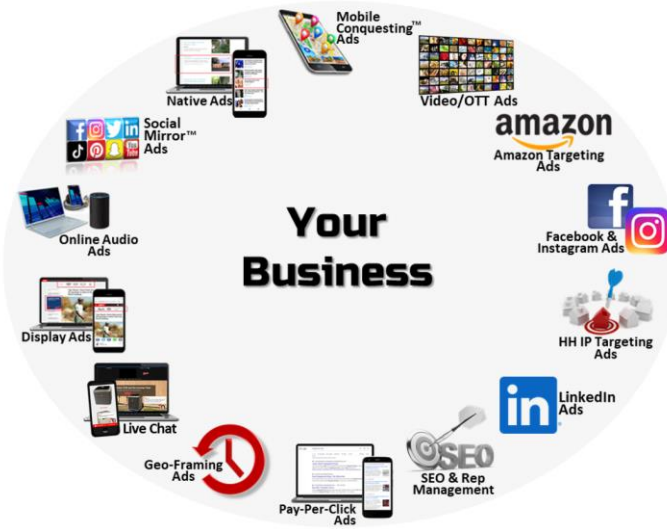 Mobile
Conquesting™
Ads
Native Ads
Video/OTT Ads
Social
Mirror™
Ads
amazon
Amazon Targeting
Ads
Your
Business
Online Audio
Ads
Facebook &
Instagram Ads
Display Ads
HH IP Targeting
Ads
LinkedIn
Ads
in
Live Chat
SEO
SEO & Rep
Management
Geo-Framing
Ads
Pay-Per-Click
Ads